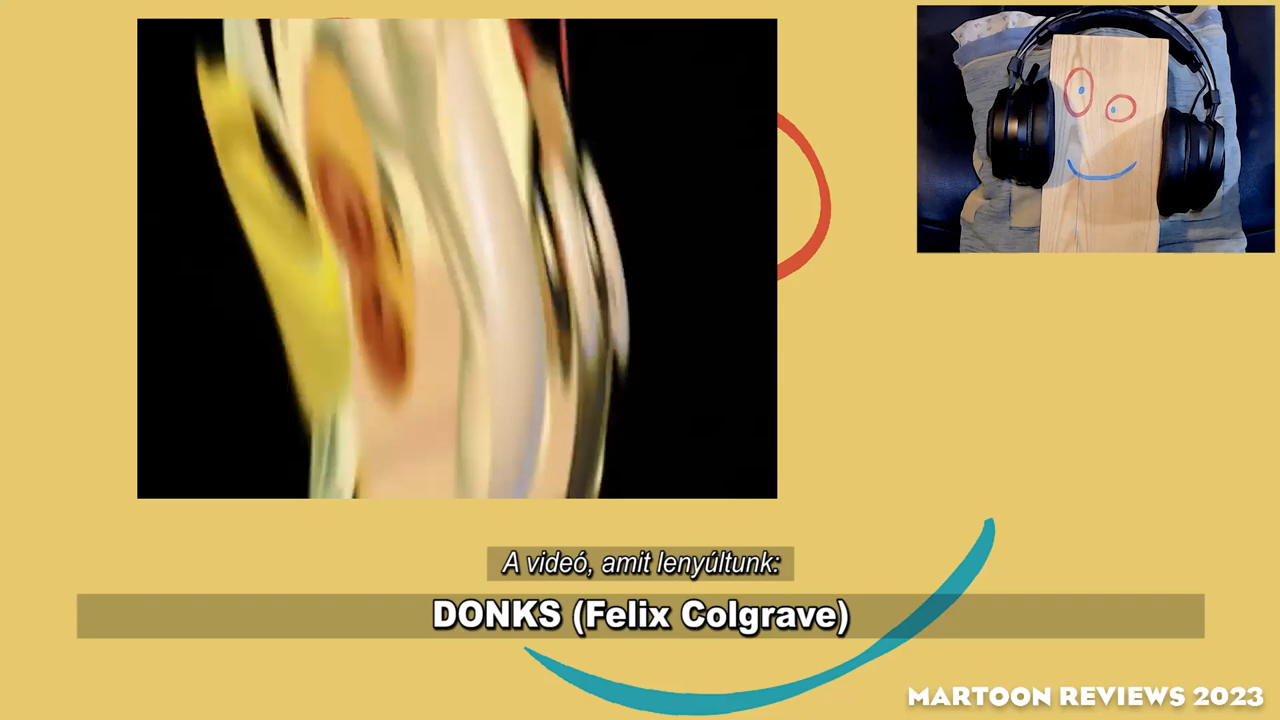 A videó, amit lenyúltunk:
DONKS (Felix Colgrave)
MARTOON REVIEWS 2023